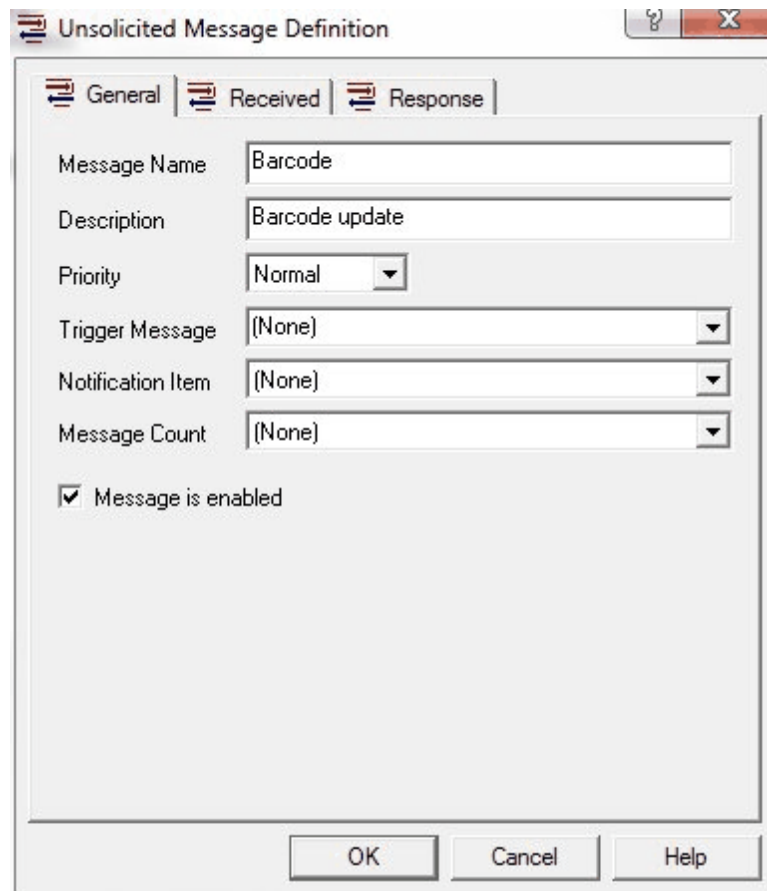 Unsolicited Message Definition
General Received Response
Message Name Barcode
Description Barcode update
Priority Normal
Trigger Message (None)
Notification Item (None)
Message Count (None)
Message is enabled
OK Cancel Help